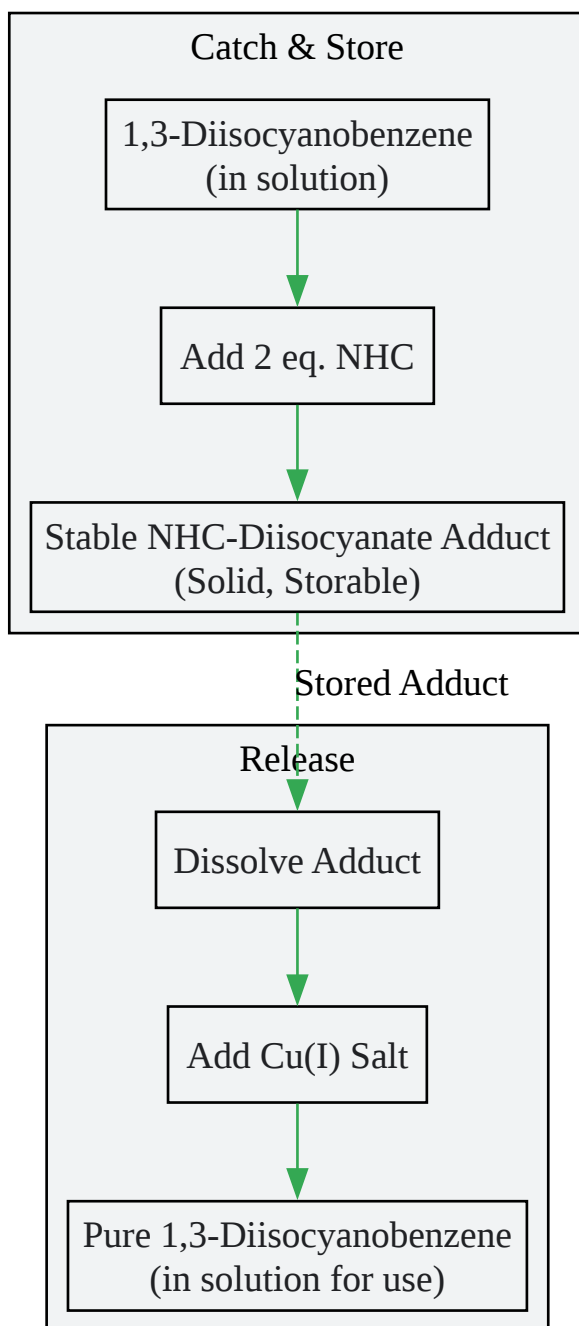 Catch & Store
1,3-Diisocyanobenzene
(in solution)
Add 2 eq. NHC
Stable NHC-Diisocyanate Adduct
(Solid, Storable)
Stored Adduct
Release
Dissolve Adduct
Add Cu(I) Salt
Pure 1,3-Diisocyanobenzene
(in solution for use)